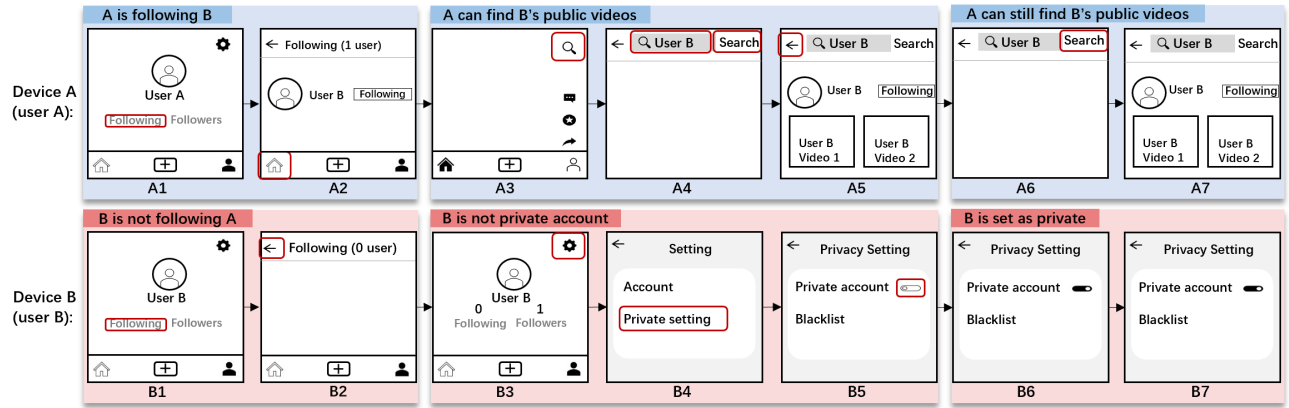 A is following B
A can find B's public videos
A can still find B's public videos
Device A
(user A):
User A
Following Followers
A1
Following (1 user)
User B Following
A2
A3
User B Search
A4
User B Search
User B Following
User B
Video 1
User B
Video 2
A5
User B Search
A6
User B Search
User B Following
User B
Video 1
User B
Video 2
A7
B is not following A
B is not private account
B is set as private
Device B
(user B):
User B
Following Followers
B1
Following (0 user)
B2
User B
0 1
Following Followers
B3
Setting
Account
Private setting
B4
Privacy Setting
Private account
Blacklist
B5
Privacy Setting
Private account
Blacklist
B6
Privacy Setting
Private account
Blacklist
B7